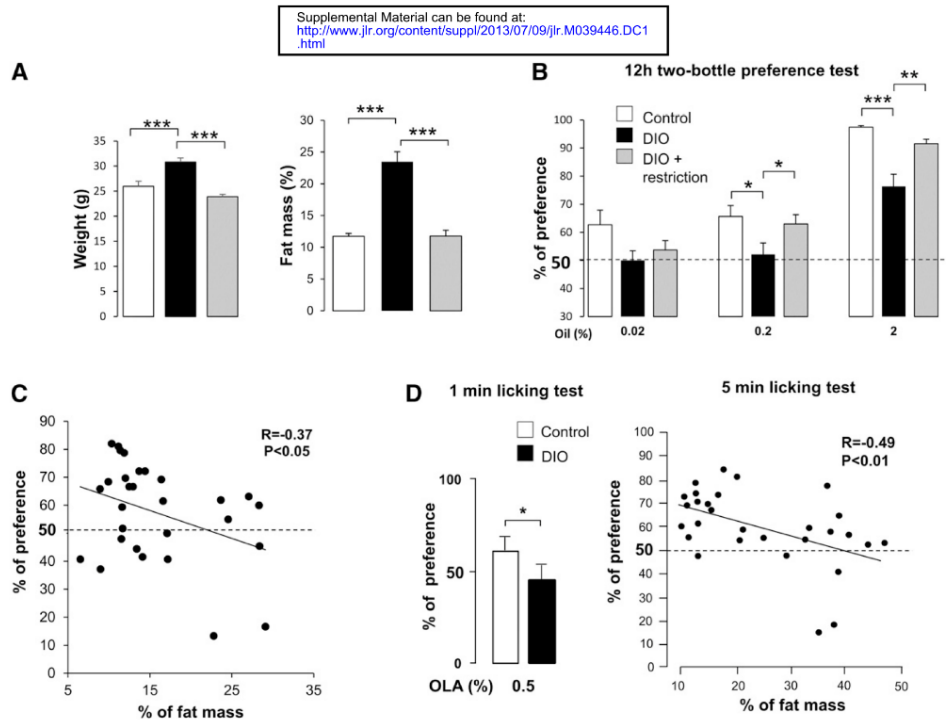 Supplemental Material can be found at:
http://www.jlr.org/content/suppl/2013/07/09/jlr.M039446.DC1
.html
A
***
***
35
30
25
20
15
10
5
0
Weight (g)
***
***
30
25
20
15
10
5
0
Fat mass (%)
B
12h two-bottle preference test
Control
DIO
DIO +
restriction
*
*
***
**
100
90
80
70
60
50
40
30
% of preference
Oil (%)
0.02
0.2
2
C
90
80
70
60
50
40
30
20
10
0
% of preference
R=-0.37
P<0.05
5
15
25
35
% of fat mass
D
1 min licking test
Control
DIO
*
100
50
0
% of preference
OLA (%) 0.5
5 min licking test
R=-0.49
P<0.01
100
90
80
70
60
50
40
30
20
10
0
% of preference
10
20
30
40
50
% of fat mass